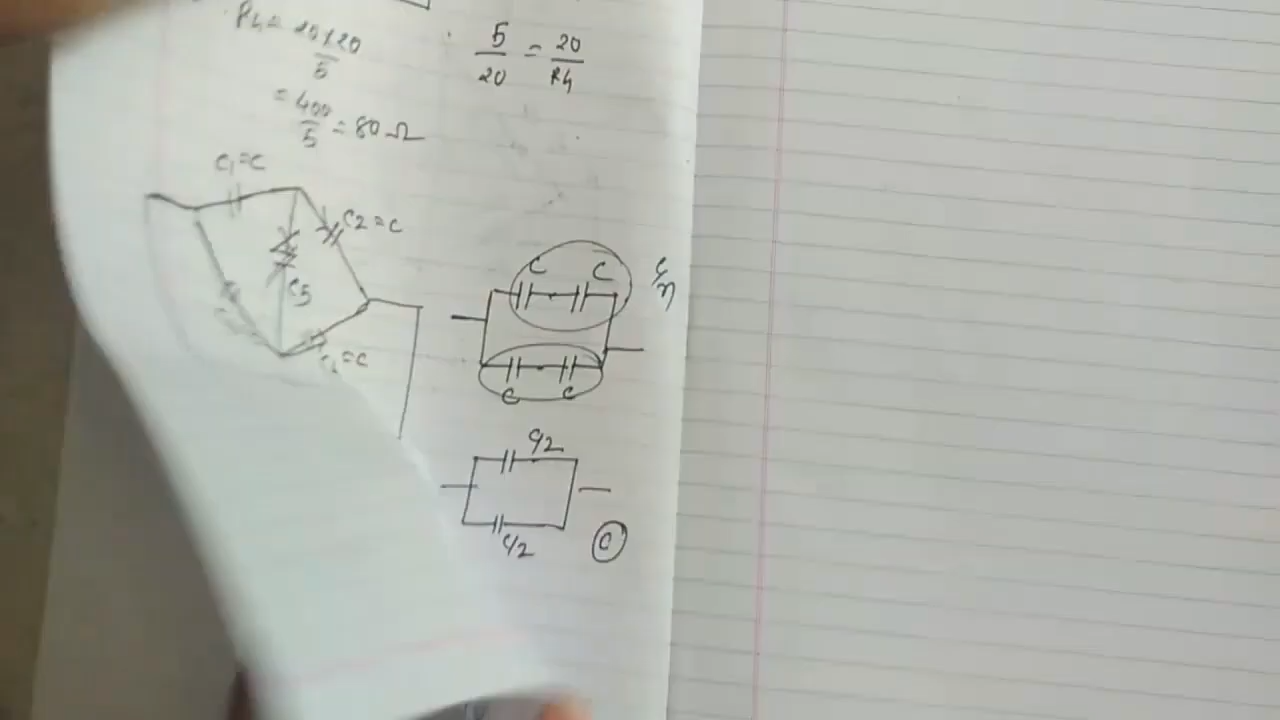 R4 = 20×20
5
= 400
5
= 80 Ω
5 = 20
20 R4
C1=C
C2=C
C5
=C
C C
C/n
C C
C/2
C/2
C